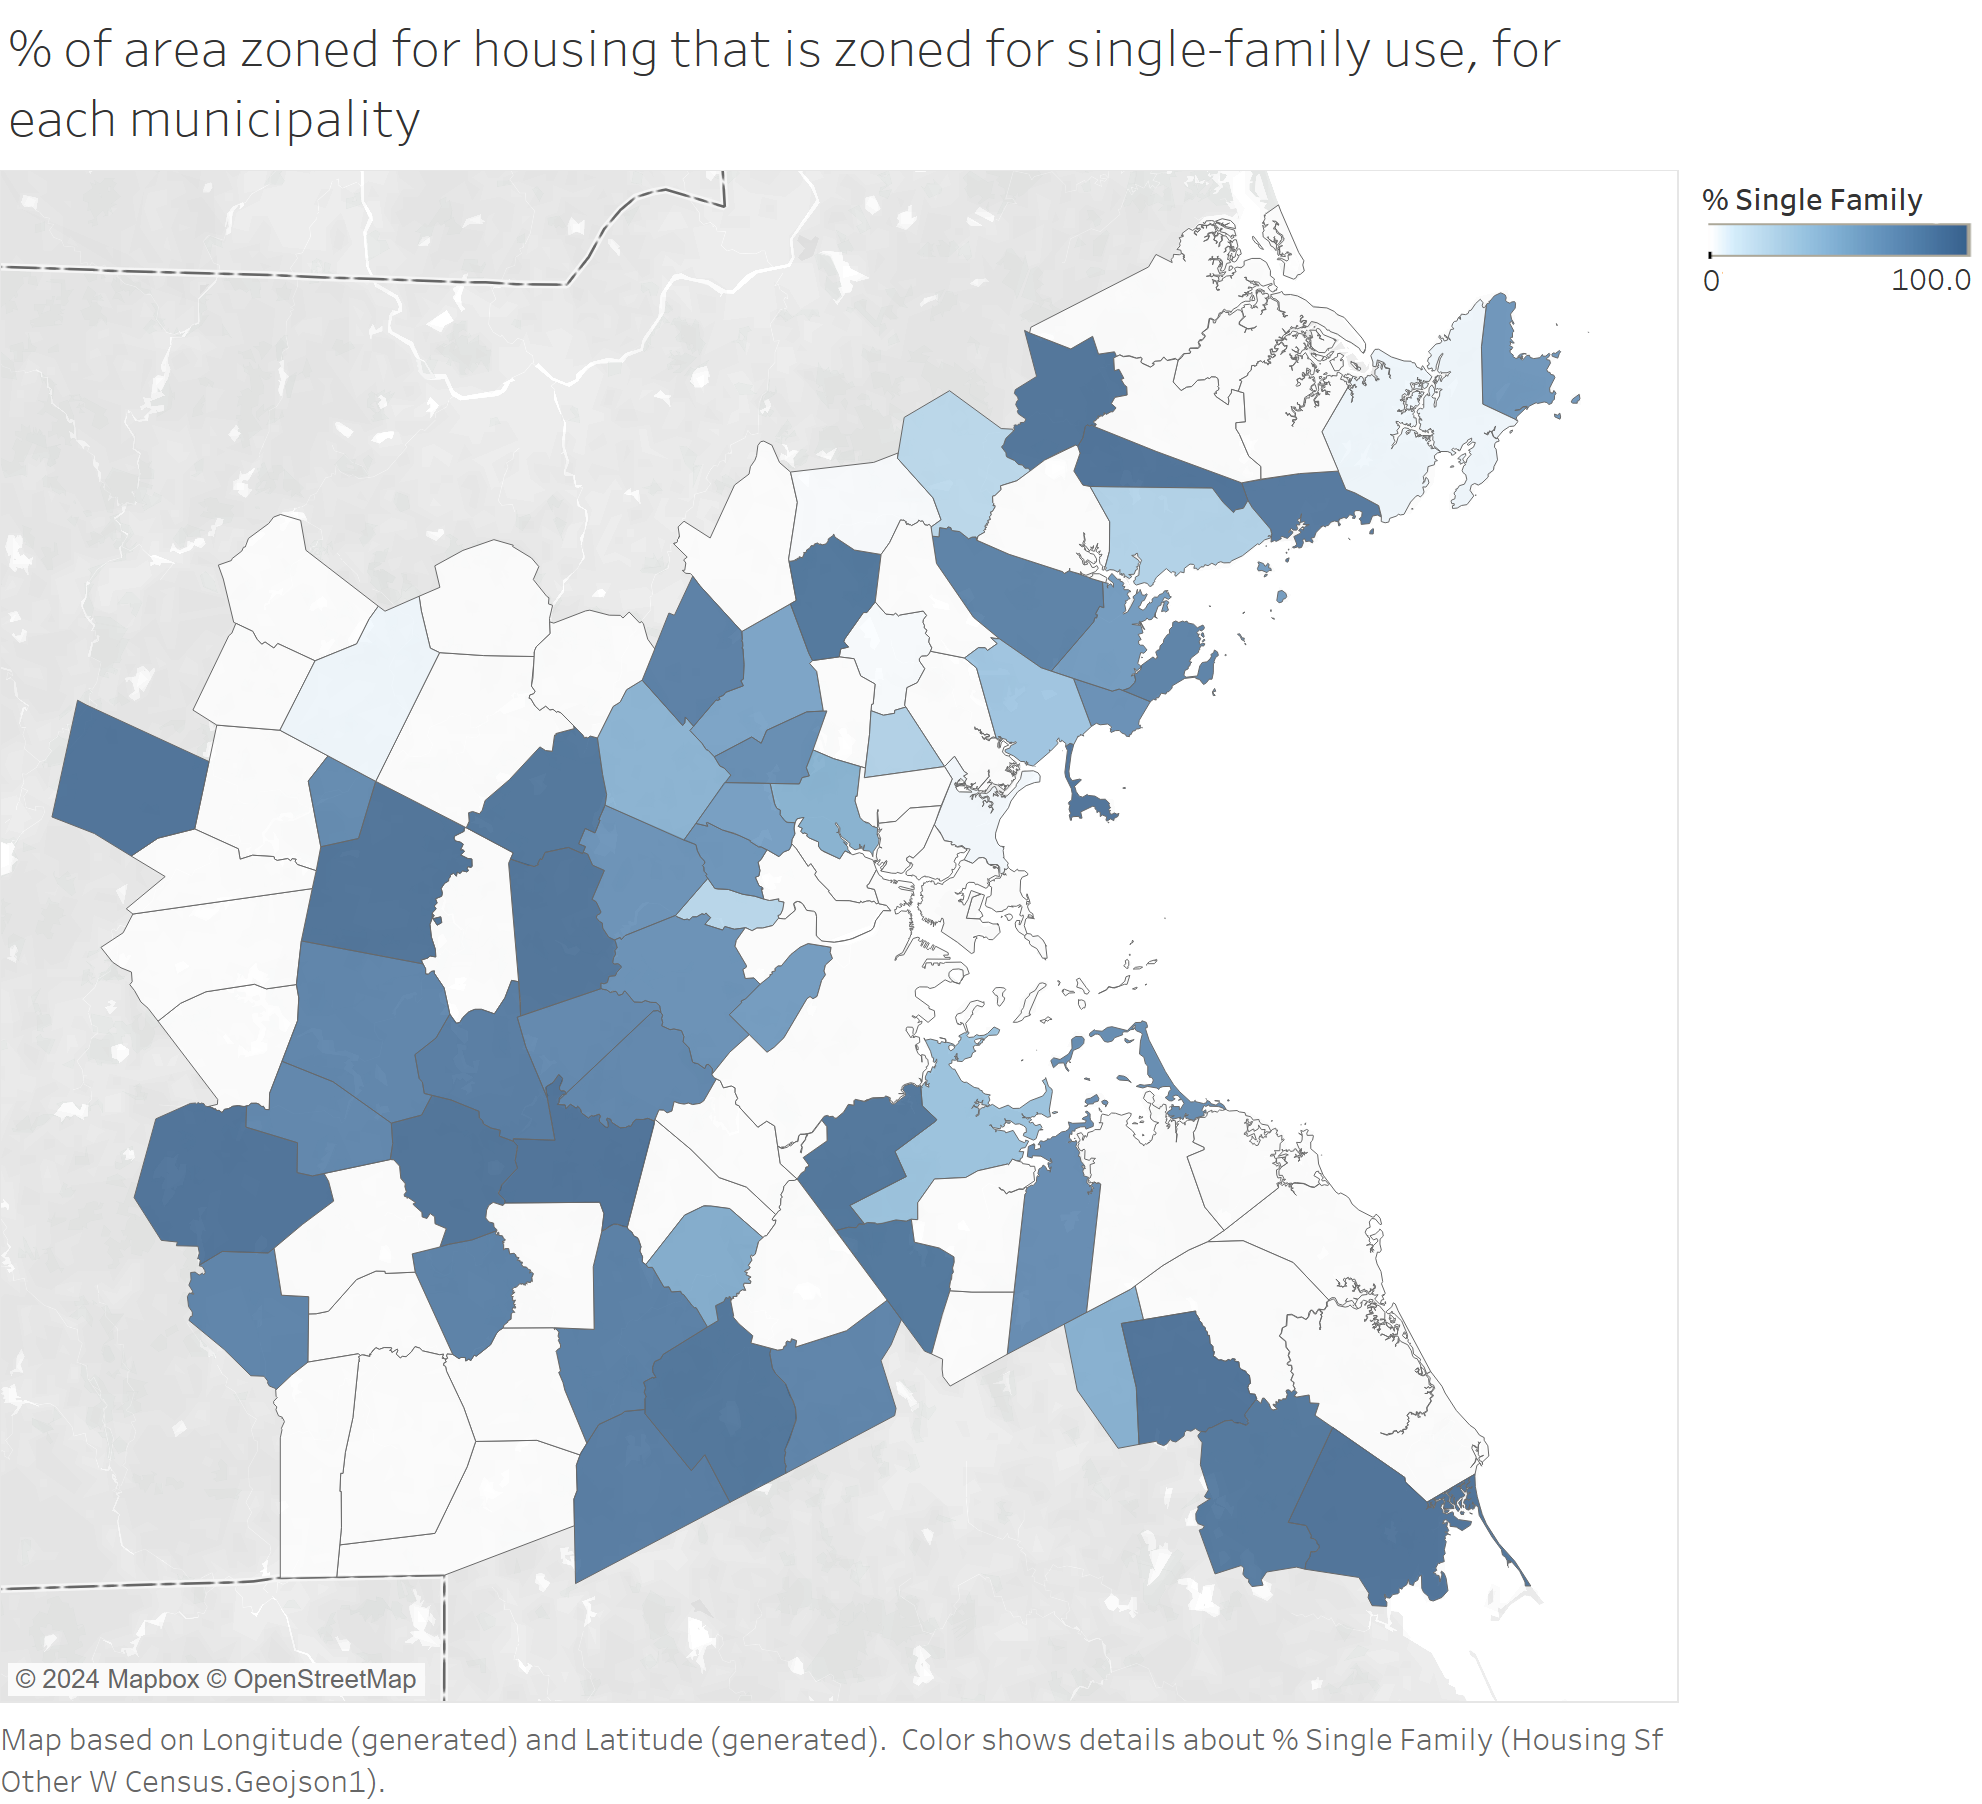 % of area zoned for housing that is zoned for single-family use, for
each municipality
% Single Family
0
100.0
© 2024 Mapbox © OpenStreetMap
Map based on Longitude (generated) and Latitude (generated).  Color shows details about % Single Family (Housing Sf
Other W Census.Geojson1).